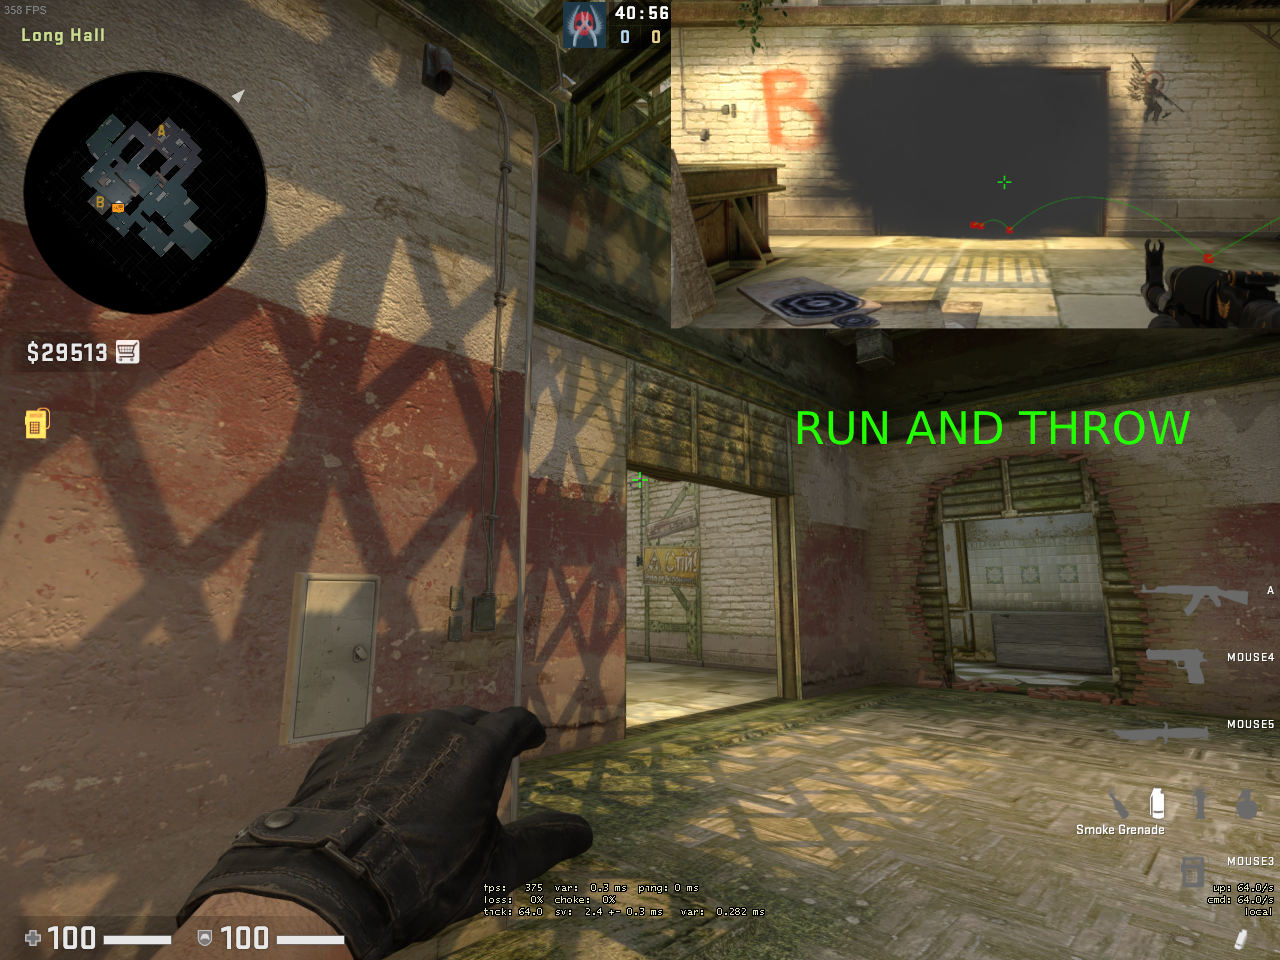 358 FPS
Long Hall
40:56
0 0
A
B
B
$29513
RUN AND THROW
A
MOUSE4
MOUSE5
Smoke Grenade
MOUSE3
fps: 375 var: 0.3 ms ping: 0 ms
loss: 0% choke: 0%
tick: 64.0 sv: 2.4 +- 0.3 ms var: 0.282 ms
up: 64.0/s
cmd: 64.0/s
local
100
100